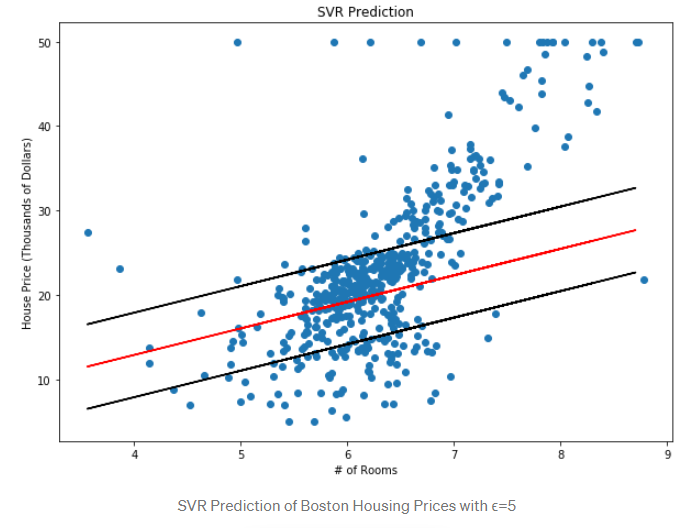 SVR Prediction
House Price (Thousands of Dollars)
50
40
30
20
10
4 5 6 7 8 9
# of Rooms
SVR Prediction of Boston Housing Prices with ϵ=5